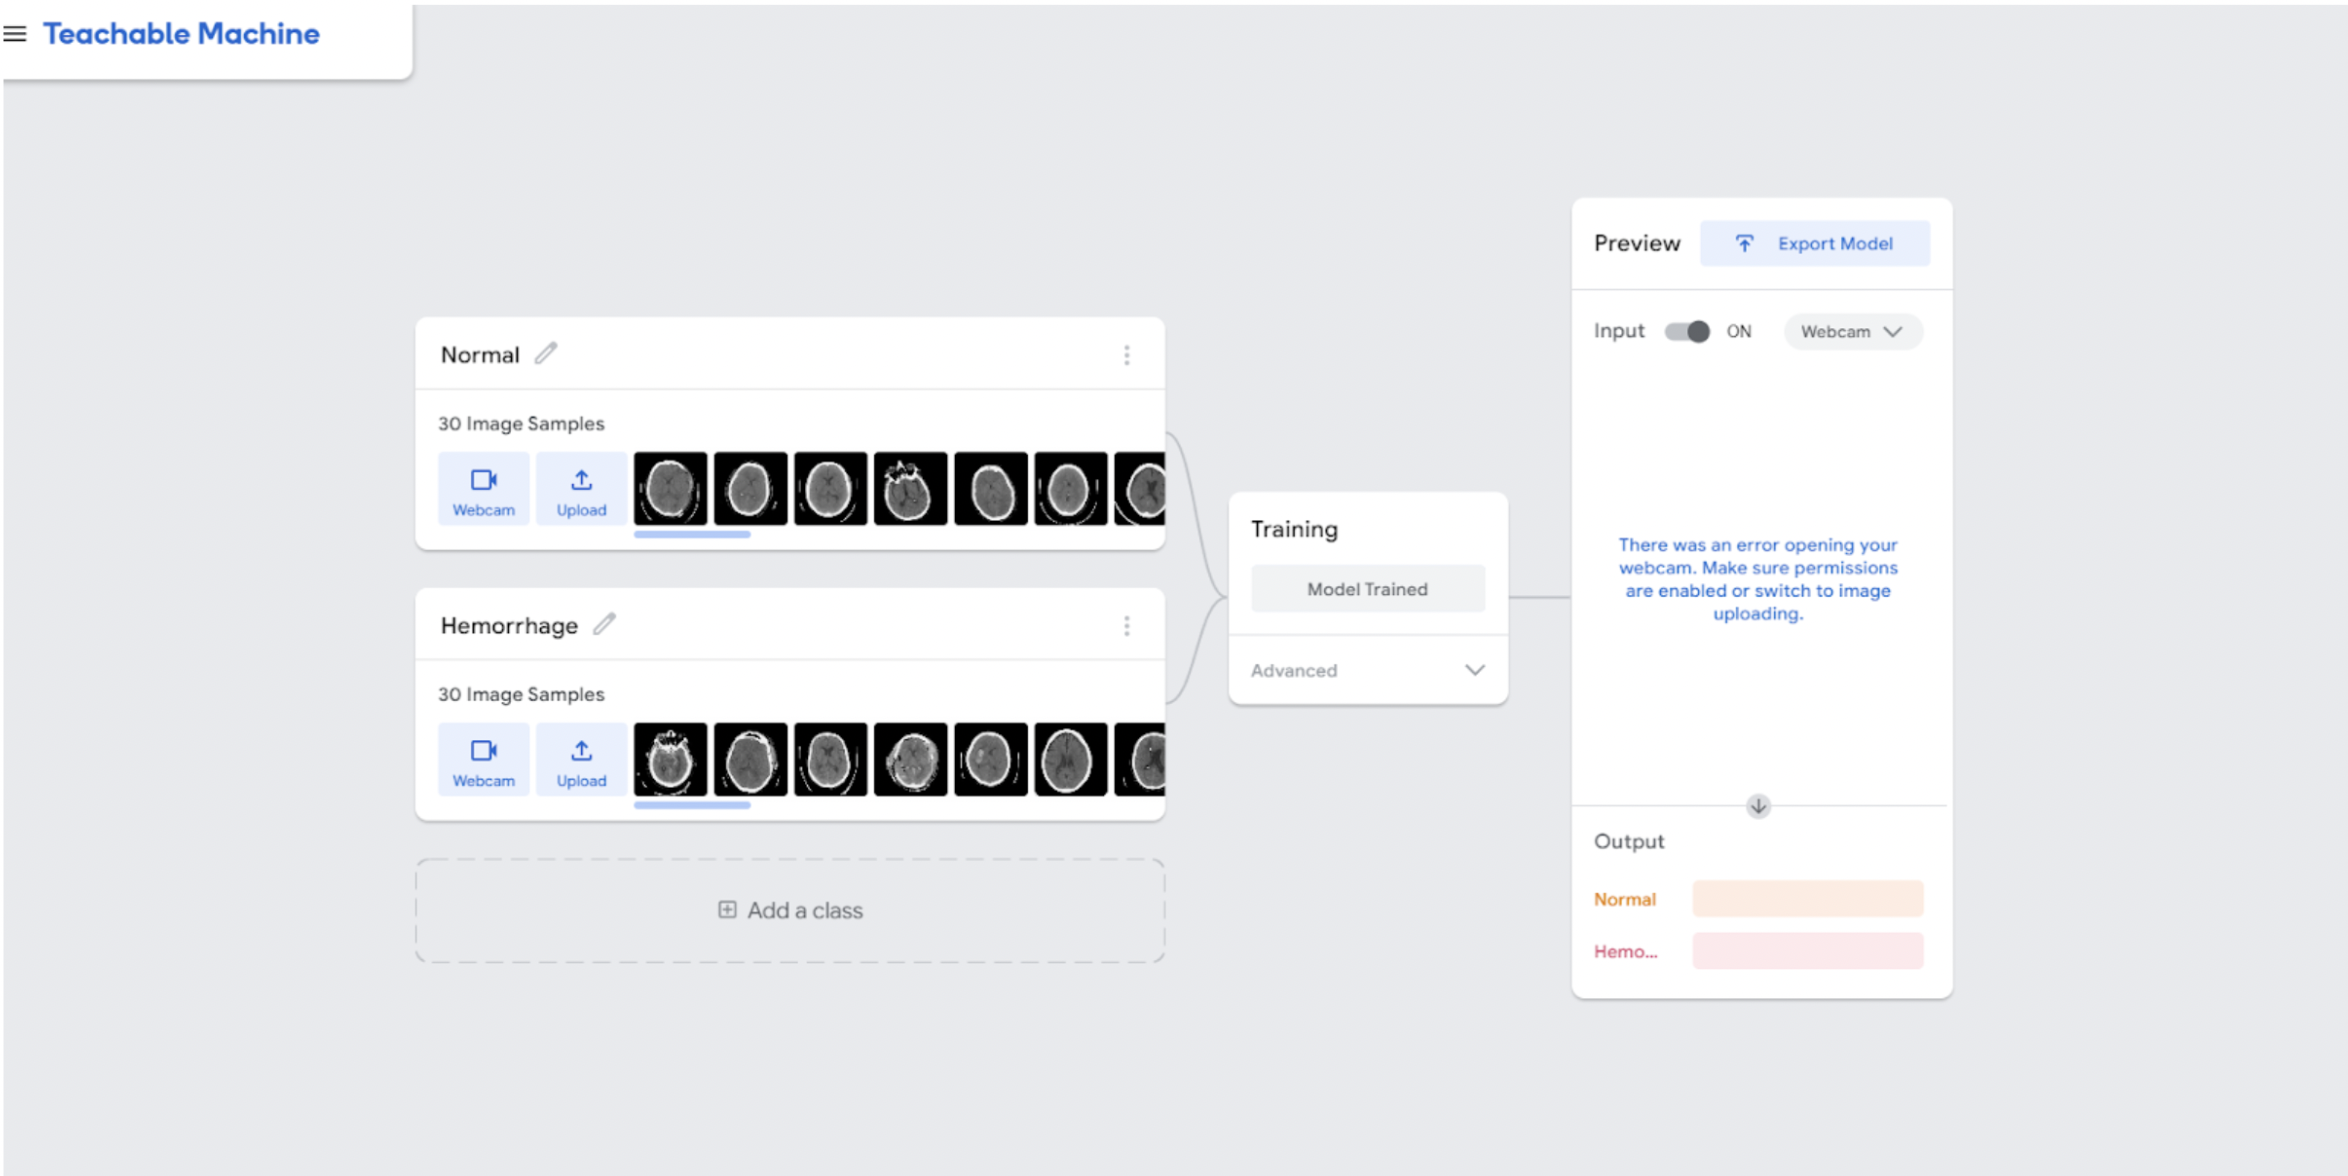 Teachable Machine
Normal
30 Image Samples
Webcam
Upload
Hemorrhage
30 Image Samples
Webcam
Upload
Add a class
Training
Model Trained
Advanced
Preview
Export Model
Input
ON
Webcam
There was an error opening your
webcam. Make sure permissions
are enabled or switch to image
uploading.
Output
Normal
Hemo...